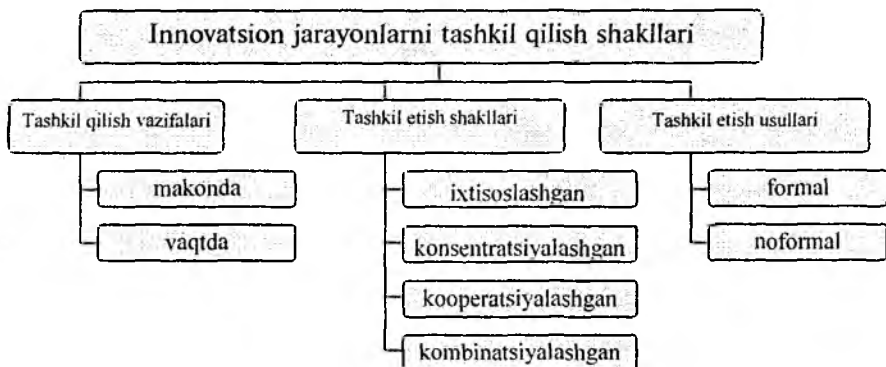 Innovatsion jarayonlarni tashkil qilish shakllari
Tashkil qilish vazifalari
makonda
vaqtda
Tashkil etish shakllari
ixtisoslashgan
konsentratsiyalashgan
kooperatsiyalashgan
kombinatsiyalashgan
Tashkil etish usullari
formal
noformal